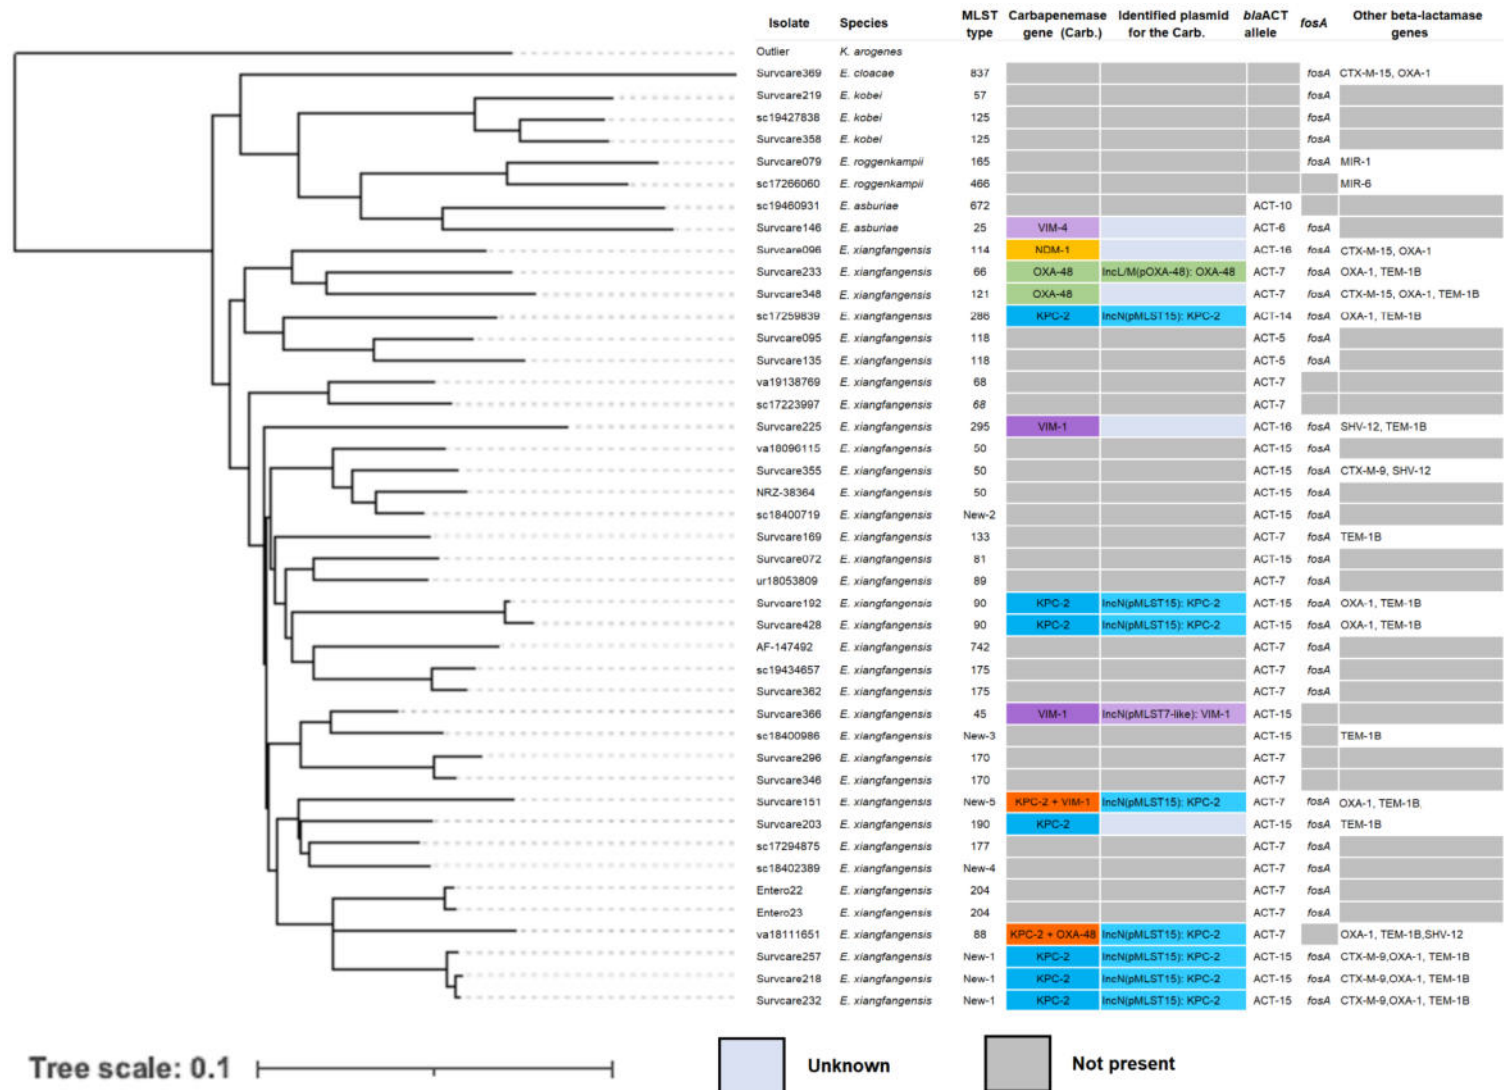 Isolate Species MLST type Carbapenemase gene (Carb.) Identified plasmid for the Carb. blaACT allele fosA Other beta-lactamase genes
Outlier K. arogenes
Survcare369 E. cloacae 837 fosA CTX-M-15, OXA-1
Survcare219 E. kobei 57 fosA
sc19427838 E. kobei 125 fosA
Survcare358 E. kobei 125 fosA
Survcare079 E. roggenkampii 165 fosA MIR-1
sc17266060 E. roggenkampii 466 MIR-6
sc19460931 E. asburiae 672 ACT-10
Survcare146 E. asburiae 25 VIM-4 ACT-6 fosA
Survcare096 E. xiangfangensis 114 NDM-1 ACT-16 fosA CTX-M-15, OXA-1
Survcare233 E. xiangfangensis 66 OXA-48 IncL/M(pOXA-48): OXA-48 ACT-7 fosA OXA-1, TEM-1B
Survcare348 E. xiangfangensis 121 OXA-48 ACT-7 fosA CTX-M-15, OXA-1, TEM-1B
sc17259839 E. xiangfangensis 286 KPC-2 IncN(pMLST15): KPC-2 ACT-14 fosA OXA-1, TEM-1B
Survcare095 E. xiangfangensis 118 ACT-5 fosA
Survcare135 E. xiangfangensis 118 ACT-5 fosA
va19138769 E. xiangfangensis 68 ACT-7
sc17223997 E. xiangfangensis 68 ACT-7
Survcare225 E. xiangfangensis 295 VIM-1 ACT-16 fosA SHV-12, TEM-1B
va18096115 E. xiangfangensis 50 ACT-15 fosA
Survcare355 E. xiangfangensis 50 ACT-15 fosA CTX-M-9, SHV-12
NRZ-38364 E. xiangfangensis 50 ACT-15 fosA
sc18400719 E. xiangfangensis New-2 ACT-15 fosA
Survcare169 E. xiangfangensis 133 ACT-7 fosA TEM-1B
Survcare072 E. xiangfangensis 81 ACT-15 fosA
ur18053809 E. xiangfangensis 89 ACT-7 fosA
Survcare192 E. xiangfangensis 90 KPC-2 IncN(pMLST15): KPC-2 ACT-15 fosA OXA-1, TEM-1B
Survcare428 E. xiangfangensis 90 KPC-2 IncN(pMLST15): KPC-2 ACT-15 fosA OXA-1, TEM-1B
AF-147492 E. xiangfangensis 742 ACT-7 fosA
sc19434657 E. xiangfangensis 175 ACT-7 fosA
Survcare362 E. xiangfangensis 175 ACT-7 fosA
Survcare366 E. xiangfangensis 45 VIM-1 IncN(pMLST7-like): VIM-1 ACT-15
sc18400986 E. xiangfangensis New-3 ACT-15 TEM-1B
Survcare296 E. xiangfangensis 170 ACT-7
Survcare346 E. xiangfangensis 170 ACT-7
Survcare151 E. xiangfangensis New-5 KPC-2 + VIM-1 IncN(pMLST15): KPC-2 ACT-7 fosA OXA-1, TEM-1B,
Survcare203 E. xiangfangensis 190 KPC-2 ACT-15 fosA TEM-1B
sc17294875 E. xiangfangensis 177 ACT-7 fosA
sc18402389 E. xiangfangensis New-4 ACT-7 fosA
Entero22 E. xiangfangensis 204 ACT-7 fosA
Entero23 E. xiangfangensis 204 ACT-7 fosA
va18111651 E. xiangfangensis 88 KPC-2 + OXA-48 IncN(pMLST15): KPC-2 ACT-7 OXA-1, TEM-1B,SHV-12
Survcare257 E. xiangfangensis New-1 KPC-2 IncN(pMLST15): KPC-2 ACT-15 fosA CTX-M-9,OXA-1, TEM-1B
Survcare218 E. xiangfangensis New-1 KPC-2 IncN(pMLST15): KPC-2 ACT-15 fosA CTX-M-9,OXA-1, TEM-1B
Survcare232 E. xiangfangensis New-1 KPC-2 IncN(pMLST15): KPC-2 ACT-15 fosA CTX-M-9,OXA-1, TEM-1B
Tree scale: 0.1 Unknown Not present